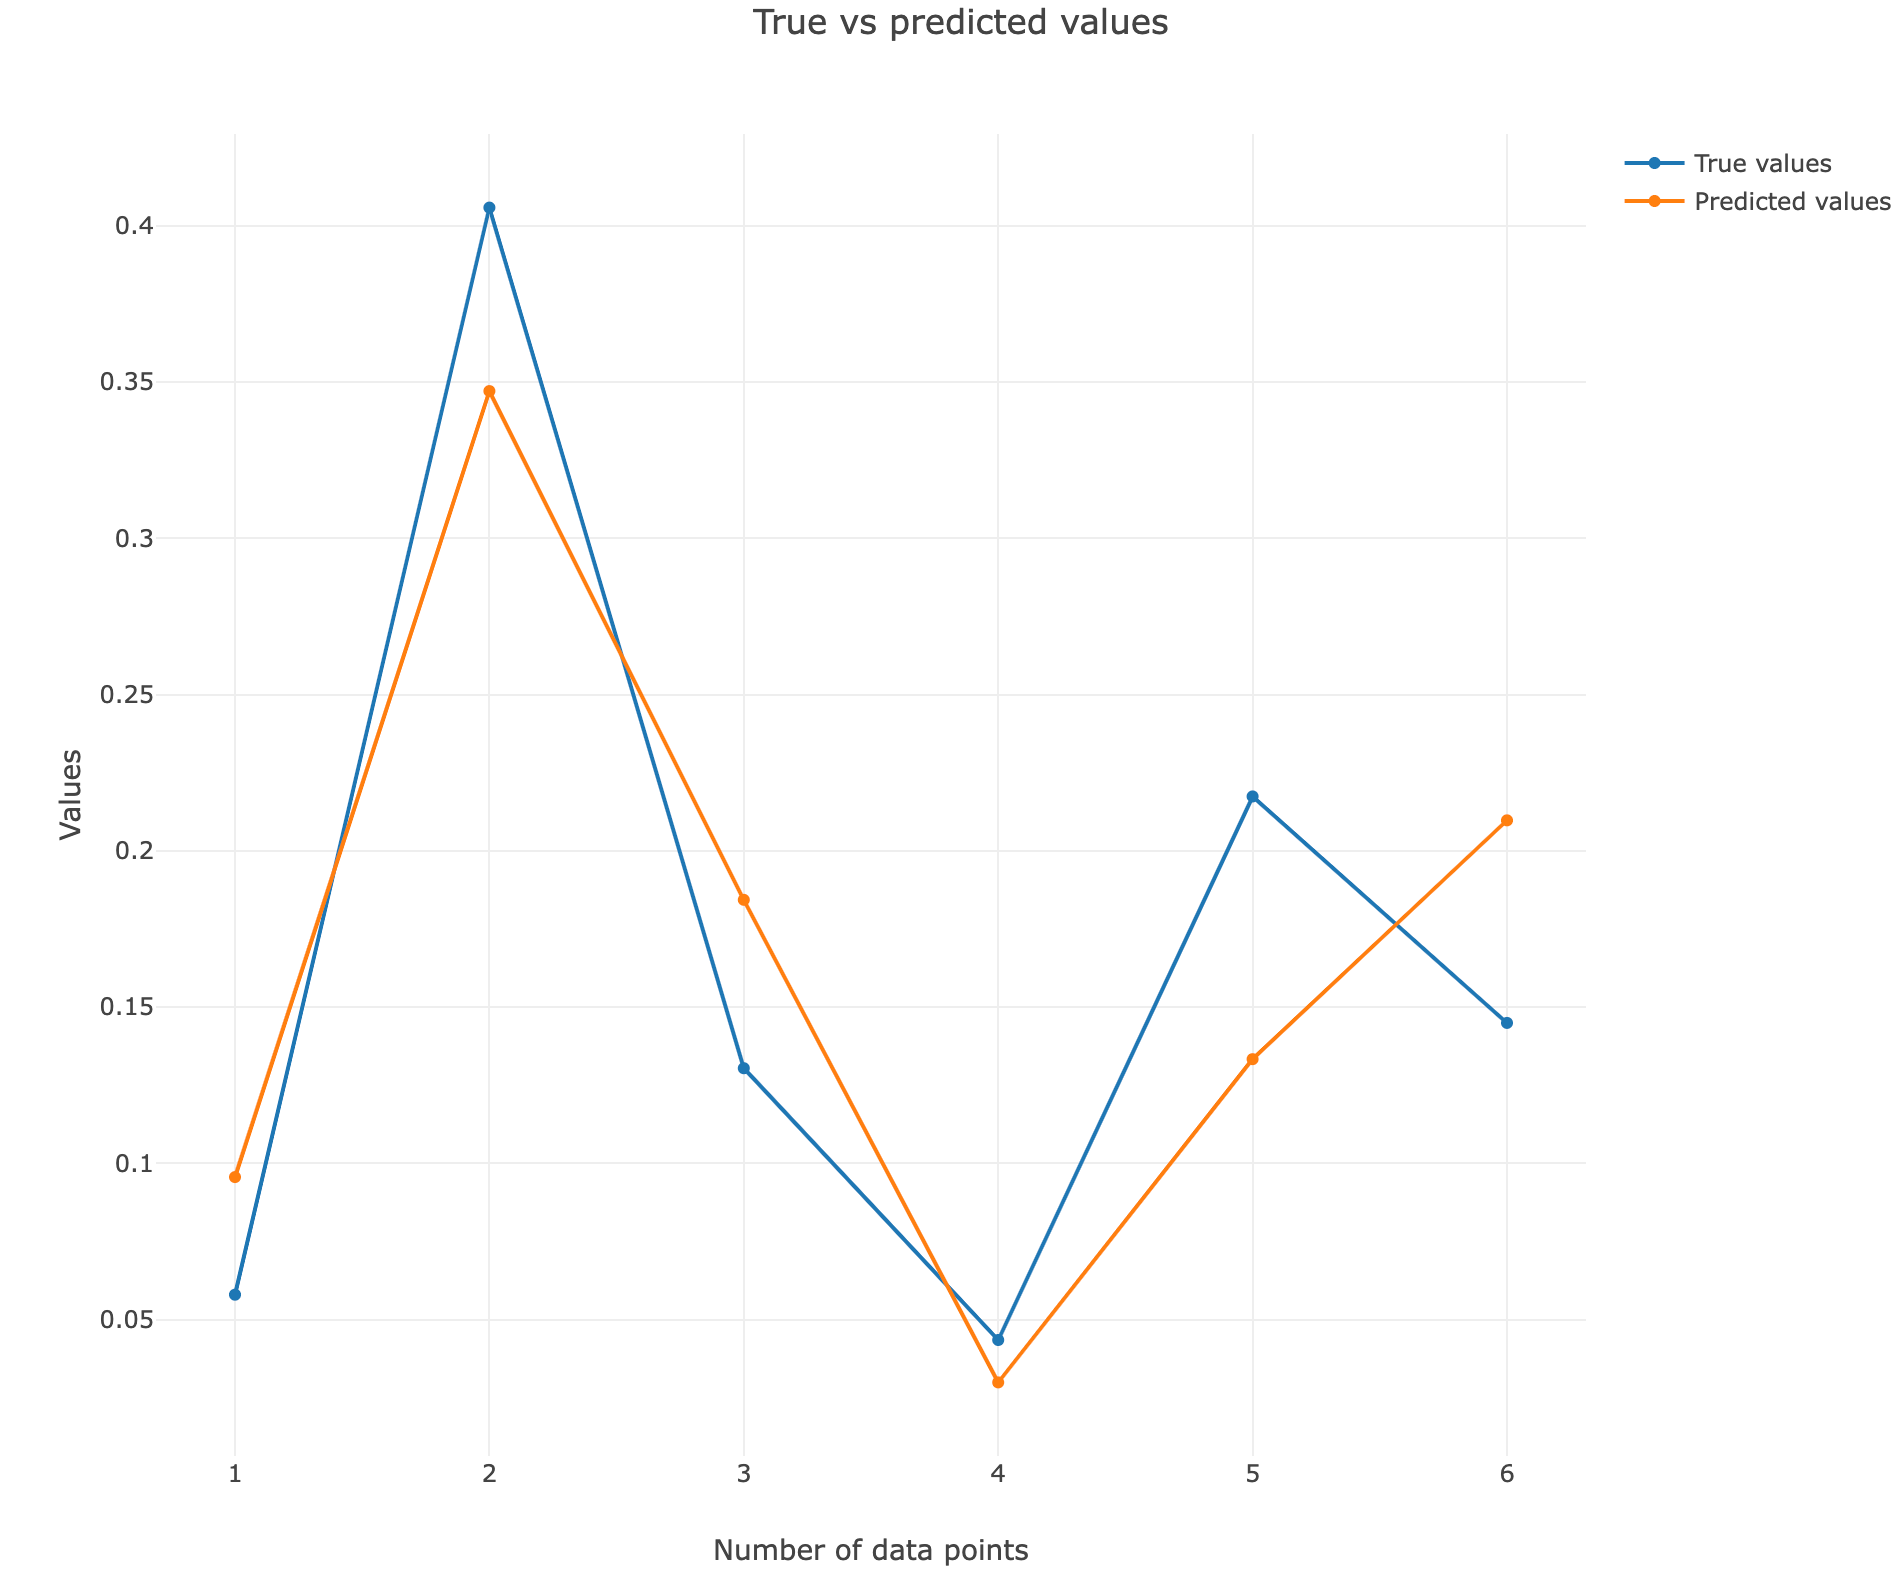 True vs predicted values
True values
Predicted values
0.4
0.35
0.3
0.25
0.2
0.15
0.1
0.05
Values
1 2 3 4 5 6
Number of data points